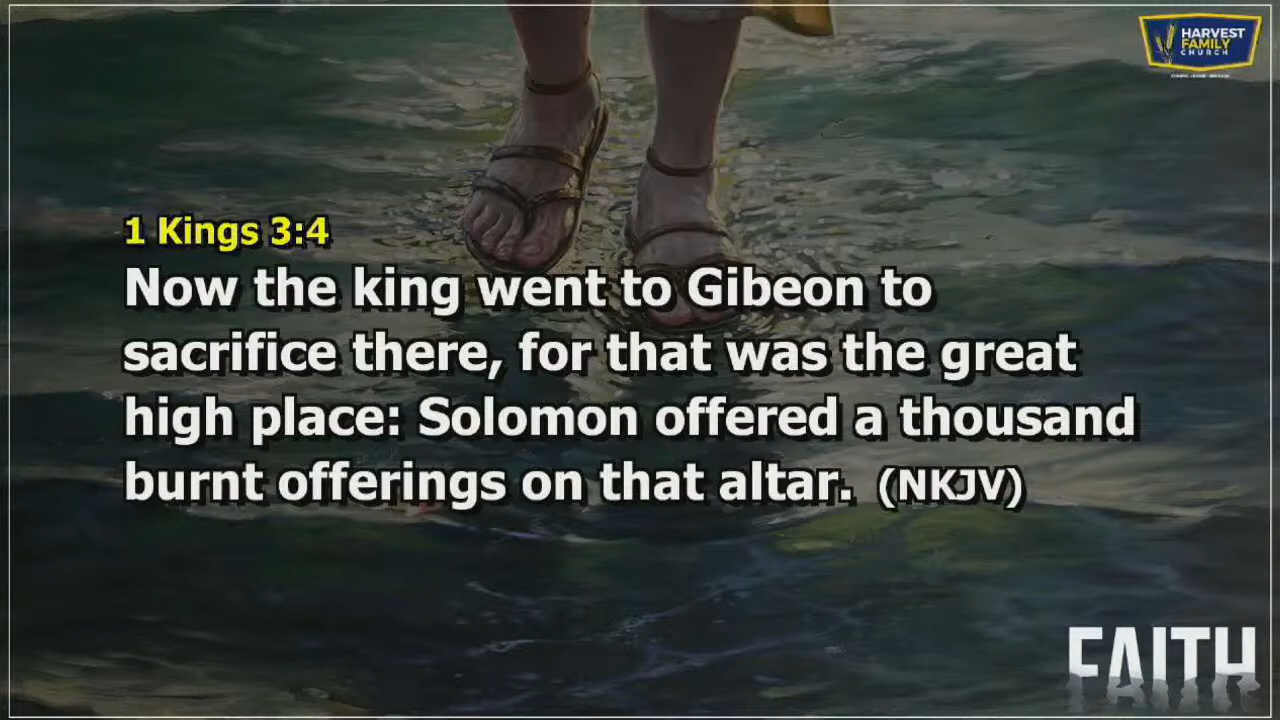 HARVEST
FAMILY
CHURCH
1 Kings 3:4
Now the king went to Gibeon to
sacrifice there, for that was the great
high place: Solomon offered a thousand
burnt offerings on that altar. (NKJV)
FAITH